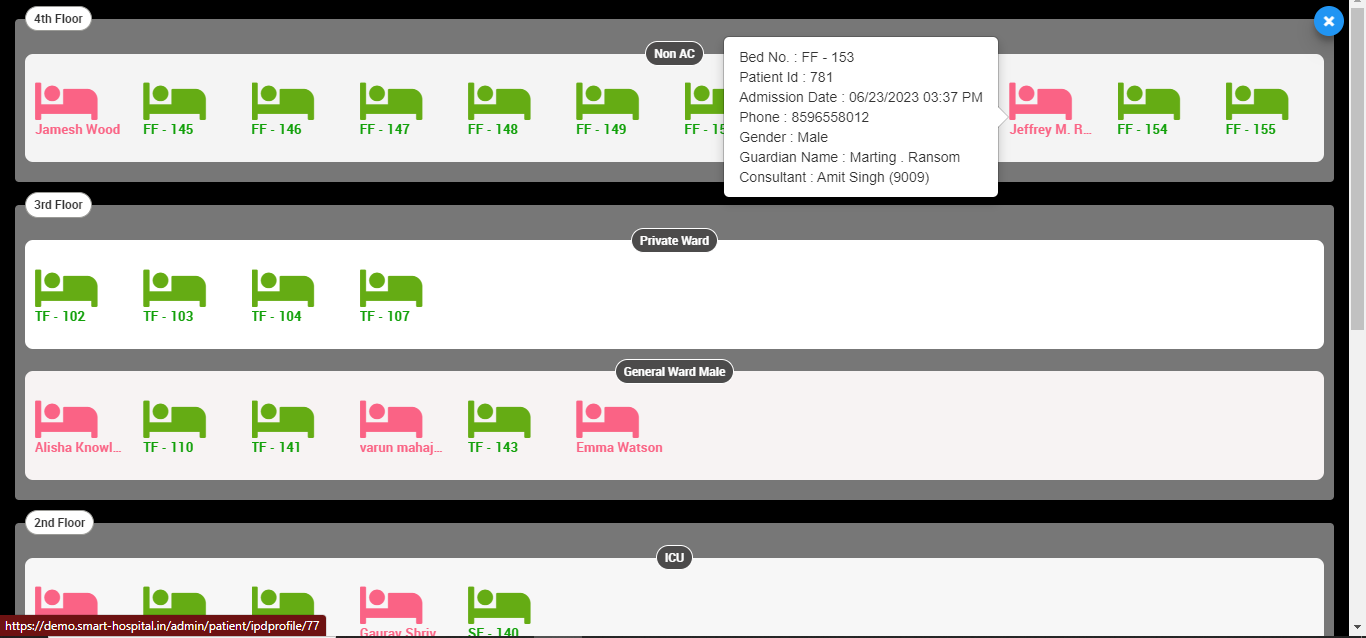 4th Floor
Non AC
Jamesh Wood
FF - 145
FF - 146
FF - 147
FF - 148
FF - 149
FF - 15
Bed No. : FF - 153
Patient Id : 781
Admission Date : 06/23/2023 03:37 PM
Phone : 8596558012
Gender : Male
Guardian Name : Marting . Ransom
Consultant : Amit Singh (9009)
Jeffrey M. R...
FF - 154
FF - 155
3rd Floor
Private Ward
TF - 102
TF - 103
TF - 104
TF - 107
General Ward Male
Alisha Knowl...
TF - 110
TF - 141
varun mahaj...
TF - 143
Emma Watson
2nd Floor
ICU
Gaurav Shriv
SF - 140
https://demo.smart-hospital.in/admin/patient/ipdprofile/77